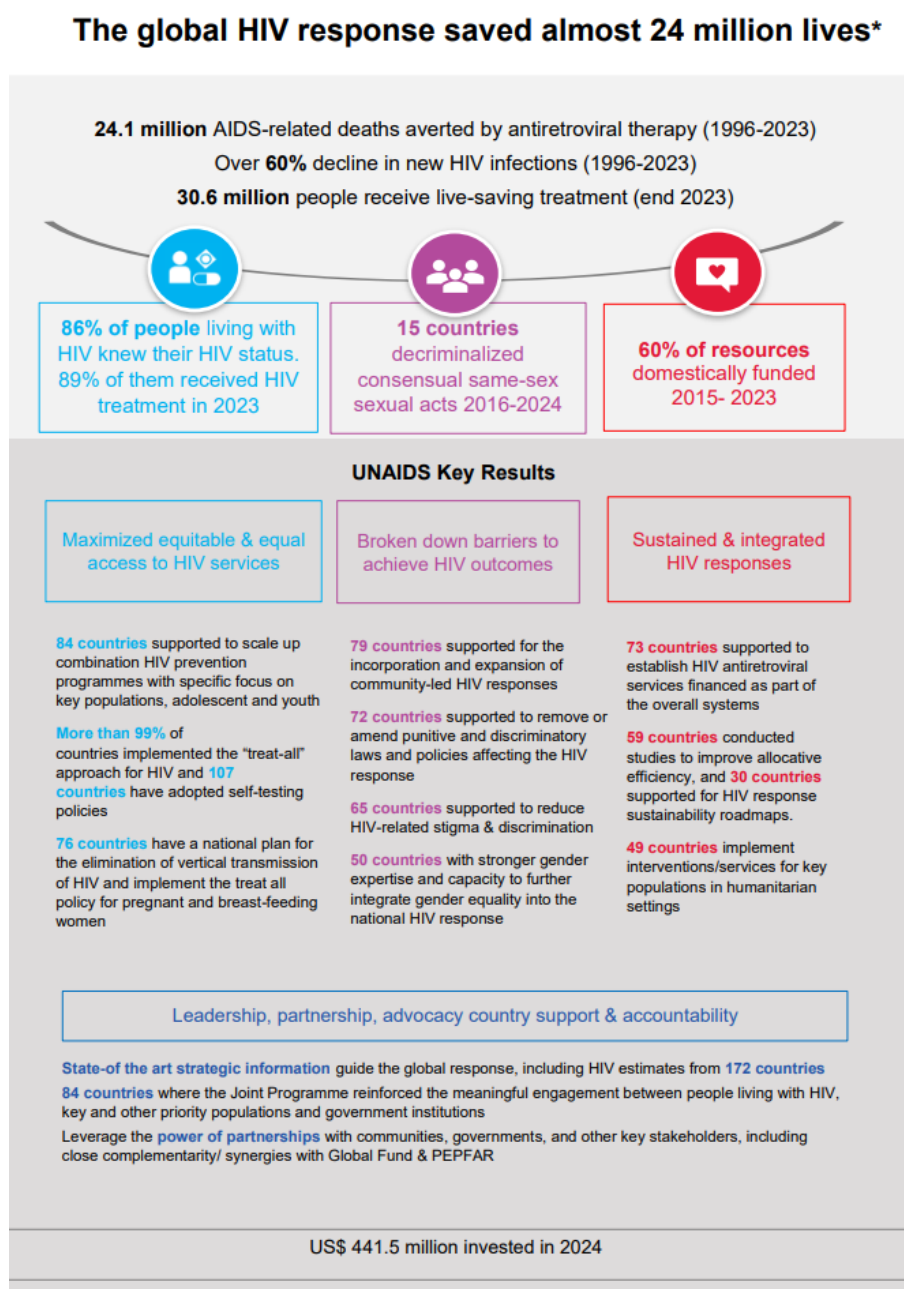 The global HIV response saved almost 24 million lives*
24.1 million AIDS-related deaths averted by antiretroviral therapy (1996-2023)
Over 60% decline in new HIV infections (1996-2023)
30.6 million people receive live-saving treatment (end 2023)
86% of people living with
HIV knew their HIV status.
89% of them received HIV
treatment in 2023
15 countries
decriminalized
consensual same-sex
sexual acts 2016-2024
60% of resources
domestically funded
2015- 2023
UNAIDS Key Results
Maximized equitable & equal
access to HIV services
Broken down barriers to
achieve HIV outcomes
Sustained & integrated
HIV responses
84 countries supported to scale up
combination HIV prevention
programmes with specific focus on
key populations, adolescent and youth
More than 99% of
countries implemented the “treat-all”
approach for HIV and 107
countries have adopted self-testing
policies
76 countries have a national plan for
the elimination of vertical transmission
of HIV and implement the treat all
policy for pregnant and breast-feeding
women
79 countries supported for the
incorporation and expansion of
community-led HIV responses
72 countries supported to remove or
amend punitive and discriminatory
laws and policies affecting the HIV
response
65 countries supported to reduce
HIV-related stigma & discrimination
50 countries with stronger gender
expertise and capacity to further
integrate gender equality into the
national HIV response
73 countries supported to
establish HIV antiretroviral
services financed as part of
the overall systems
59 countries conducted
studies to improve allocative
efficiency, and 30 countries
supported for HIV response
sustainability roadmaps.
49 countries implement
interventions/services for key
populations in humanitarian
settings
Leadership, partnership, advocacy country support & accountability
State-of the art strategic information guide the global response, including HIV estimates from 172 countries
84 countries where the Joint Programme reinforced the meaningful engagement between people living with HIV,
key and other priority populations and government institutions
Leverage the power of partnerships with communities, governments, and other key stakeholders, including
close complementarity/ synergies with Global Fund & PEPFAR
US$ 441.5 million invested in 2024